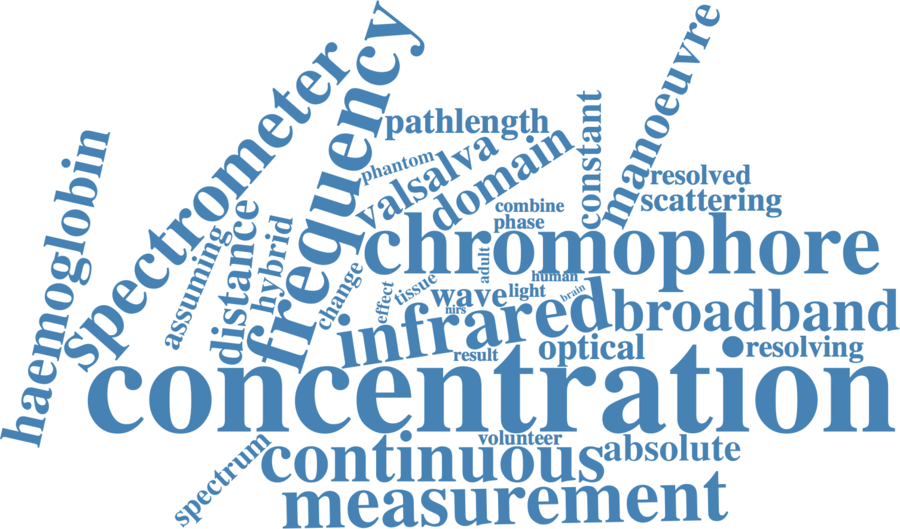 frequency
manoeuvre
spectrometer
haemoglobin
pathlength
constant
phantom
valsalva
domain
resolved
scattering
combine
phase
assuming
distance
hybrid
chromophore
adult
change
effect
tissue
human
wave
light
brain
nirs
infrared
broadband
result
optical
resolving
concentration
spectrum
volunteer
continuous
absolute
measurement